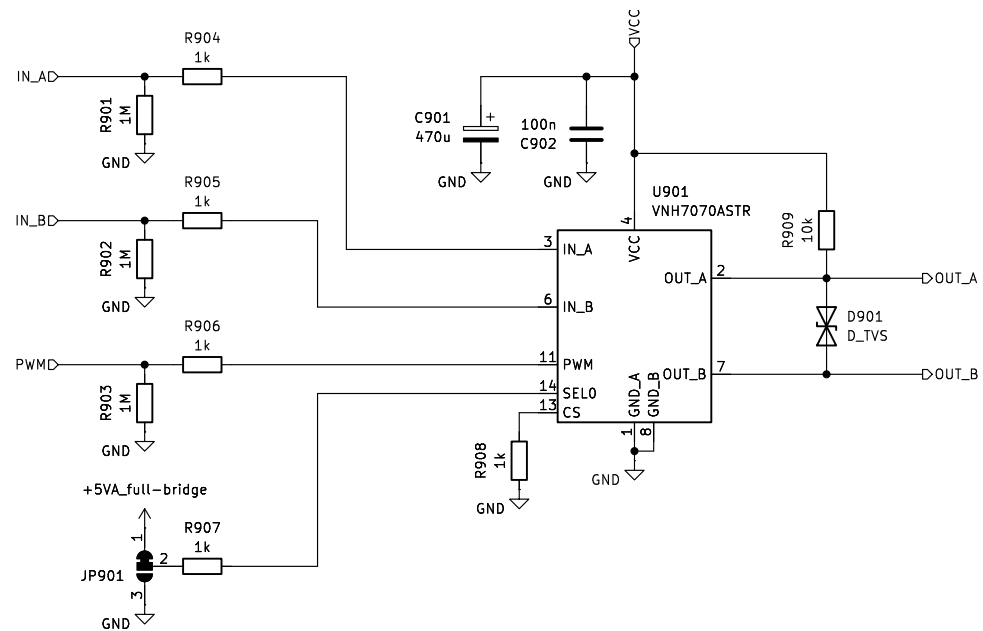 VCC
R904
1k
IN_A
R901
1M
GND
C901
470u
+
GND
100n
C902
GND
R905
1k
IN_B
R902
1M
GND
U901
VNH7070ASTR
4
VCC
3
IN_A
6
IN_B
11
PWM
14
SEL0
13
CS
OUT_A
2
OUT_B
7
GND_A
GND_B
1
8
GND
R909
10k
OUT_A
D901
D_TVS
OUT_B
R906
1k
PWM
R903
1M
GND
R908
1k
GND
+5VA_full-bridge
R907
1k
1
2
JP901
3
GND